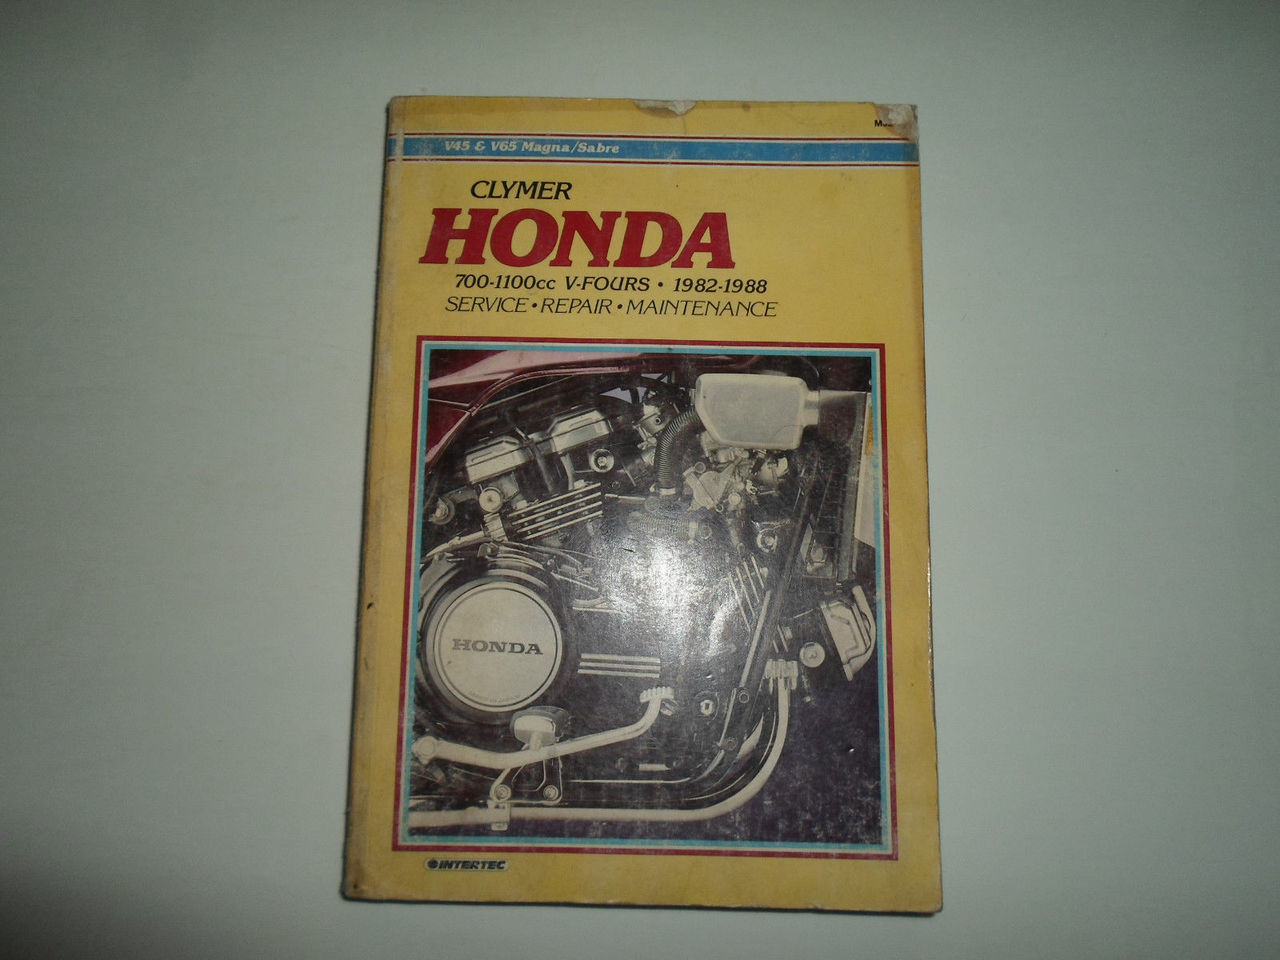 V45 & V65 Magna/Sabre
CLYMER
HONDA
700-1100cc V-FOURS • 1982-1988
SERVICE • REPAIR • MAINTENANCE
HONDA
INTERTEC